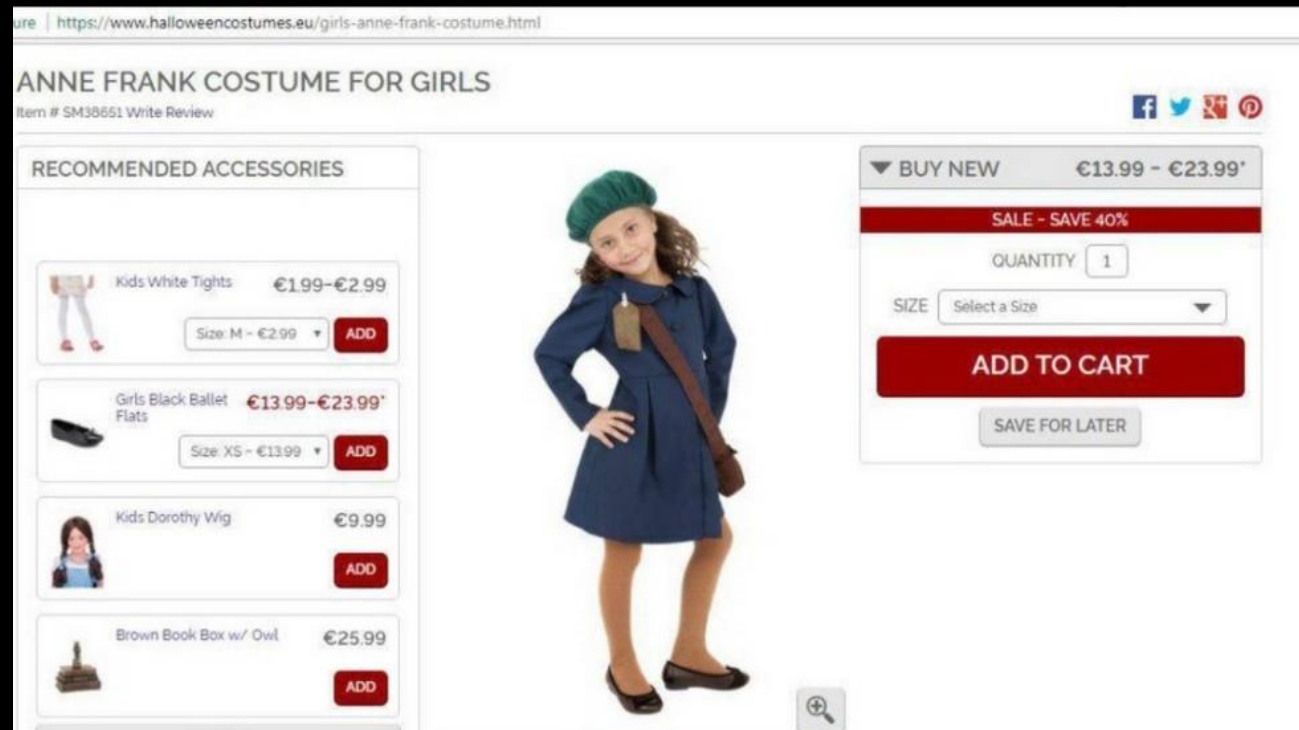 ure | https://www.halloweencostumes.eu/girls-anne-frank-costume.html
ANNE FRANK COSTUME FOR GIRLS
Item # SM38651 Write Review
RECOMMENDED ACCESSORIES
Kids White Tights €1.99-€2.99
Size: M - €2.99 ADD
Girls Black Ballet Flats €13.99-€23.99*
Size: XS - €13.99 ADD
Kids Dorothy Wig €9.99
ADD
Brown Book Box w/ Owl €25.99
ADD
BUY NEW €13.99 - €23.99*
SALE - SAVE 40%
QUANTITY 1
SIZE Select a Size
ADD TO CART
SAVE FOR LATER